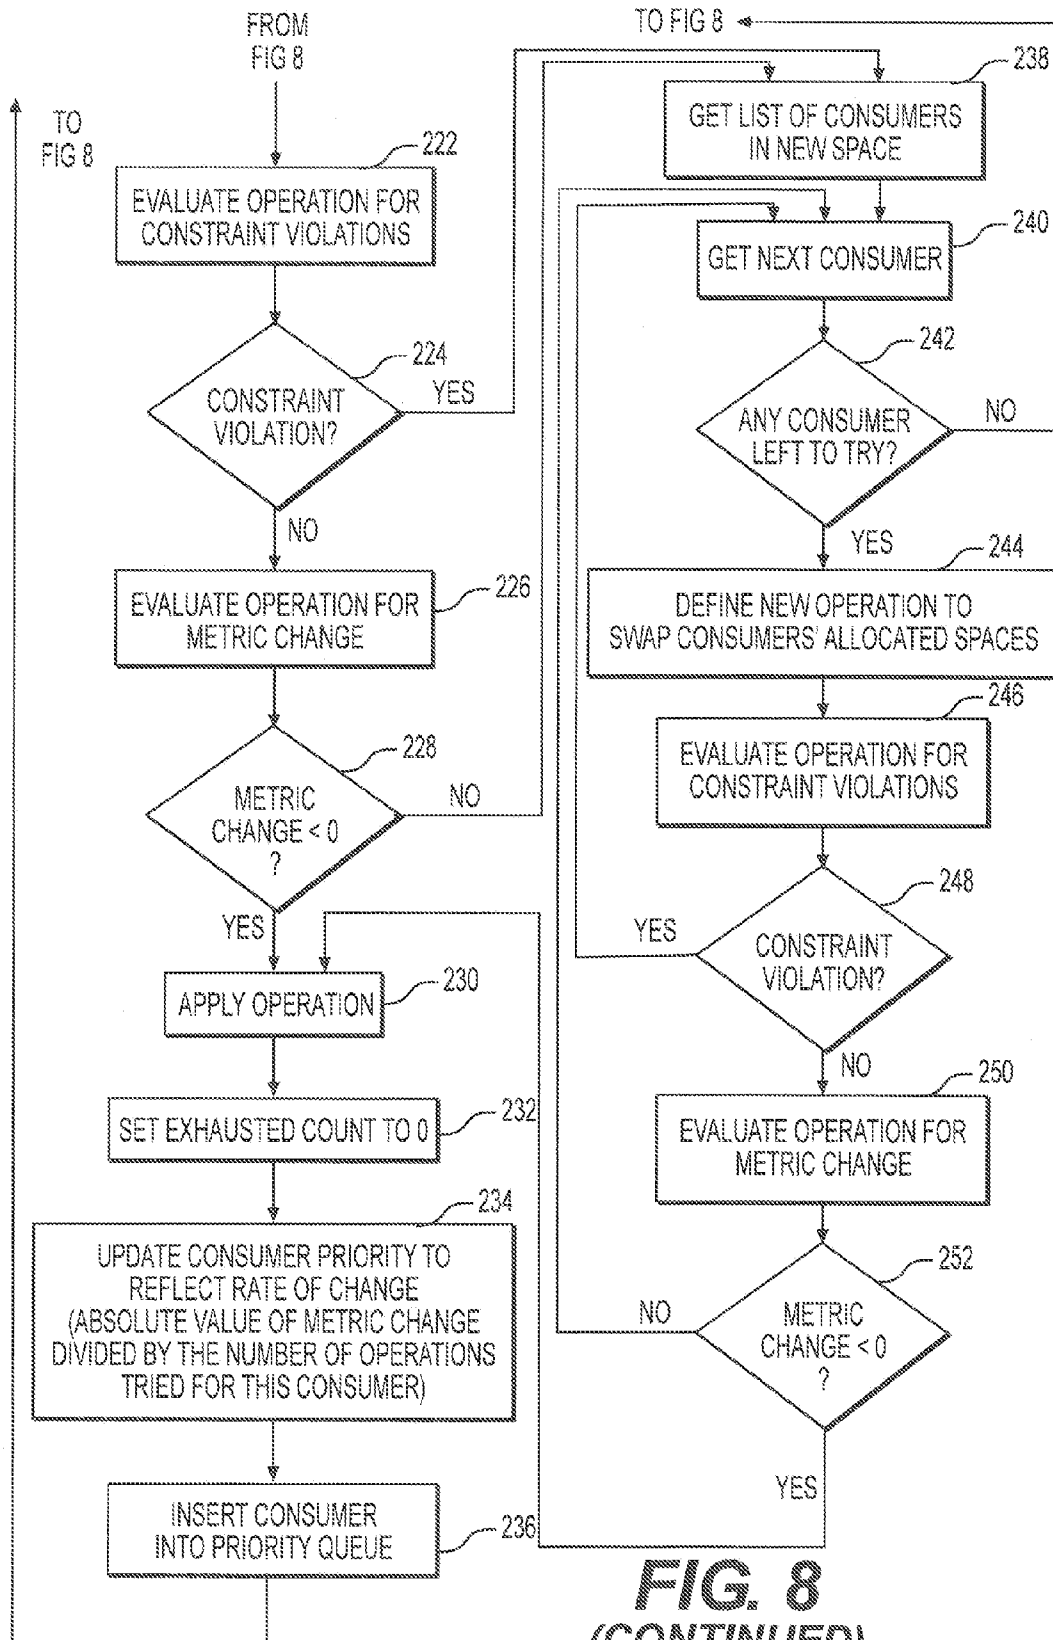 FROM
FIG 8
TO
FIG 8
222
EVALUATE OPERATION FOR
CONSTRAINT VIOLATIONS
224
CONSTRAINT
VIOLATION?
YES
NO
226
EVALUATE OPERATION FOR
METRIC CHANGE
228
METRIC
CHANGE < 0
?
NO
YES
230
APPLY OPERATION
232
SET EXHAUSTED COUNT TO 0
234
UPDATE CONSUMER PRIORITY TO
REFLECT RATE OF CHANGE
(ABSOLUTE VALUE OF METRIC CHANGE
DIVIDED BY THE NUMBER OF OPERATIONS
TRIED FOR THIS CONSUMER)
INSERT CONSUMER
INTO PRIORITY QUEUE
236
TO FIG 8
238
GET LIST OF CONSUMERS
IN NEW SPACE
240
GET NEXT CONSUMER
242
ANY CONSUMER
LEFT TO TRY?
NO
YES
244
DEFINE NEW OPERATION TO
SWAP CONSUMERS' ALLOCATED SPACES
246
EVALUATE OPERATION FOR
CONSTRAINT VIOLATIONS
248
CONSTRAINT
VIOLATION?
YES
NO
250
EVALUATE OPERATION FOR
METRIC CHANGE
252
METRIC
CHANGE < 0
?
NO
YES
FIG. 8
(CONTINUED)